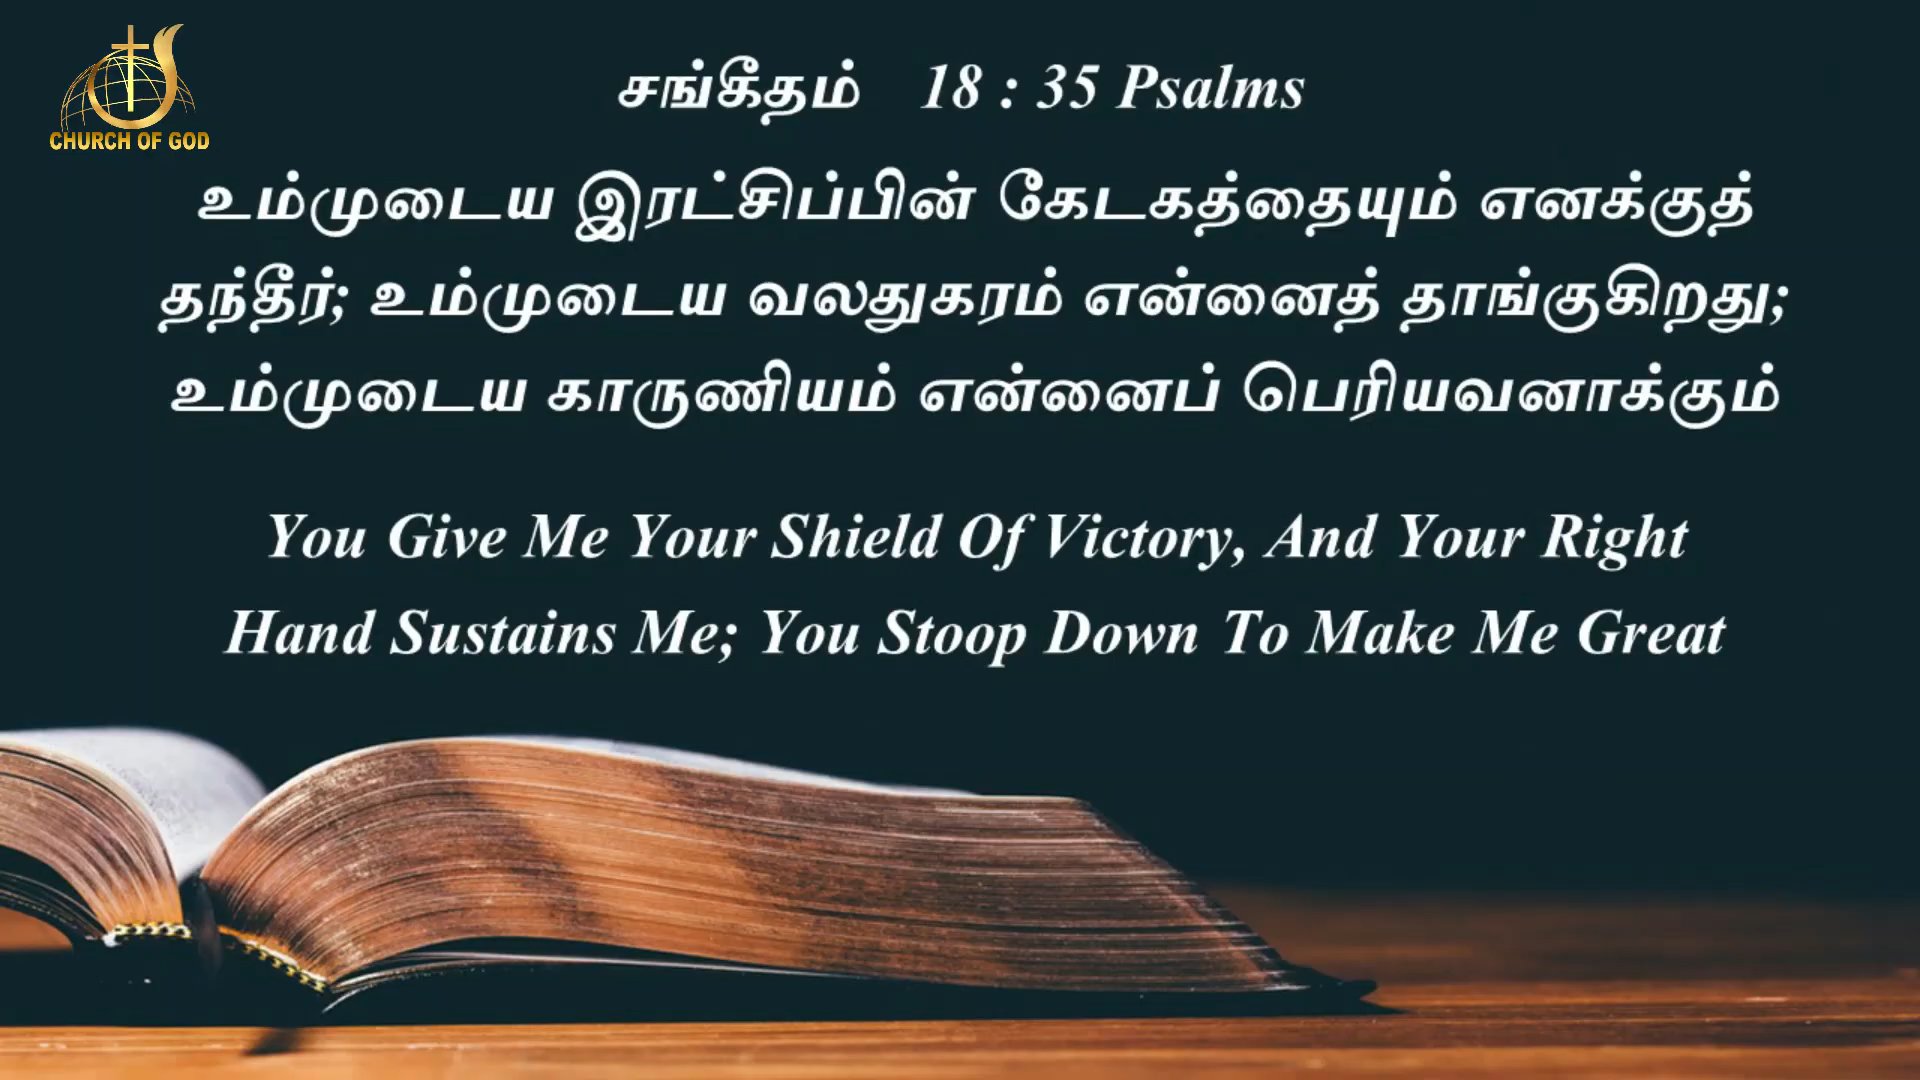 CHURCH OF GOD
சங்கீதம் 18 : 35 Psalms
உம்முடைய இரட்சிப்பின் கேடகத்தையும் எனக்குத்
தந்தீர்; உம்முடைய வலதுகரம் என்னைத் தாங்குகிறது;
உம்முடைய காருணியம் என்னைப் பெரியவனாக்கும்
You Give Me Your Shield Of Victory, And Your Right
Hand Sustains Me; You Stoop Down To Make Me Great